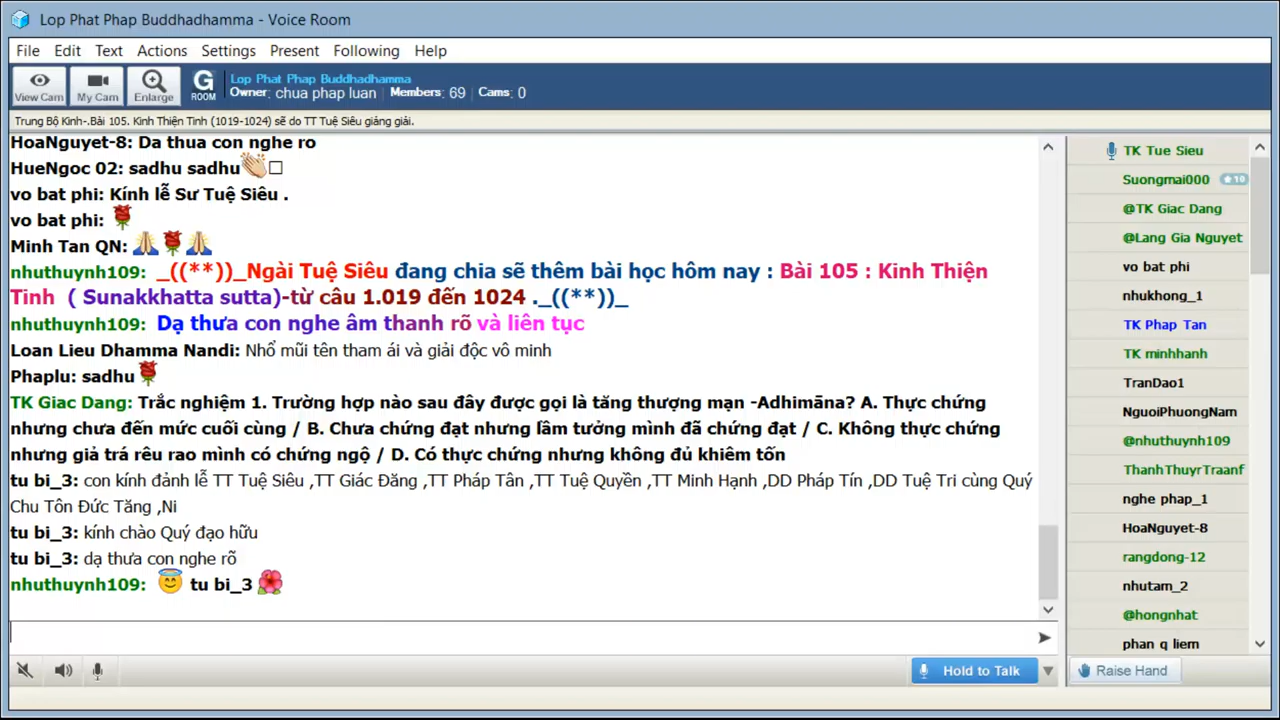 Lop Phat Phap Buddhadhamma - Voice Room
File Edit Text Actions Settings Present Following Help
View Cam My Cam Enlarge G ROOM
Lop Phat Phap Buddhadhamma
Owner: chua phap luan Members: 69 Cams: 0
Trung Bộ Kinh-.Bài 105. Kinh Thiện Tinh (1019-1024) sẽ do TT Tuệ Siêu giảng giải.
HoaNguyet-8: Da thua con nghe ro
HueNgoc 02: sadhu sadhu
vo bat phi: Kính lễ Sư Tuệ Siêu .
vo bat phi:
Minh Tan QN:
nhuthuynh109: _((**))_Ngài Tuệ Siêu đang chia sẽ thêm bài học hôm nay : Bài 105 : Kinh Thiện
Tinh ( Sunakkhatta sutta)-từ câu 1.019 đến 1024 ._((**))_
nhuthuynh109: Dạ thưa con nghe âm thanh rõ và liên tục
Loan Lieu Dhamma Nandi: Nhổ mũi tên tham ái và giải độc vô minh
Phaplu: sadhu
TK Giac Dang: Trắc nghiệm 1. Trường hợp nào sau đây được gọi là tăng thượng mạn -Adhimāna? A. Thực chứng
nhưng chưa đến mức cuối cùng / B. Chưa chứng đạt nhưng lầm tưởng mình đã chứng đạt / C. Không thực chứng
nhưng giả trá rêu rao mình có chứng ngộ / D. Có thực chứng nhưng không đủ khiêm tốn
tu bi_3: con kính đảnh lễ TT Tuệ Siêu ,TT Giác Đăng ,TT Pháp Tân ,TT Tuệ Quyền ,TT Minh Hạnh ,DD Pháp Tín ,DD Tuệ Tri cùng Quý
Chu Tôn Đức Tăng ,Ni
tu bi_3: kính chào Quý đạo hữu
tu bi_3: dạ thưa con nghe rõ
nhuthuynh109: tu bi_3
TK Tue Sieu
Suongmai000 10
@TK Giac Dang
@Lang Gia Nguyet
vo bat phi
nhukhong_1
TK Phap Tan
TK minhhanh
TranDao1
NguoiPhuongNam
@nhuthuynh109
ThanhThuyrTraanf
nghe phap_1
HoaNguyet-8
rangdong-12
nhutam_2
@hongnhat
phan q liem
Hold to Talk
Raise Hand